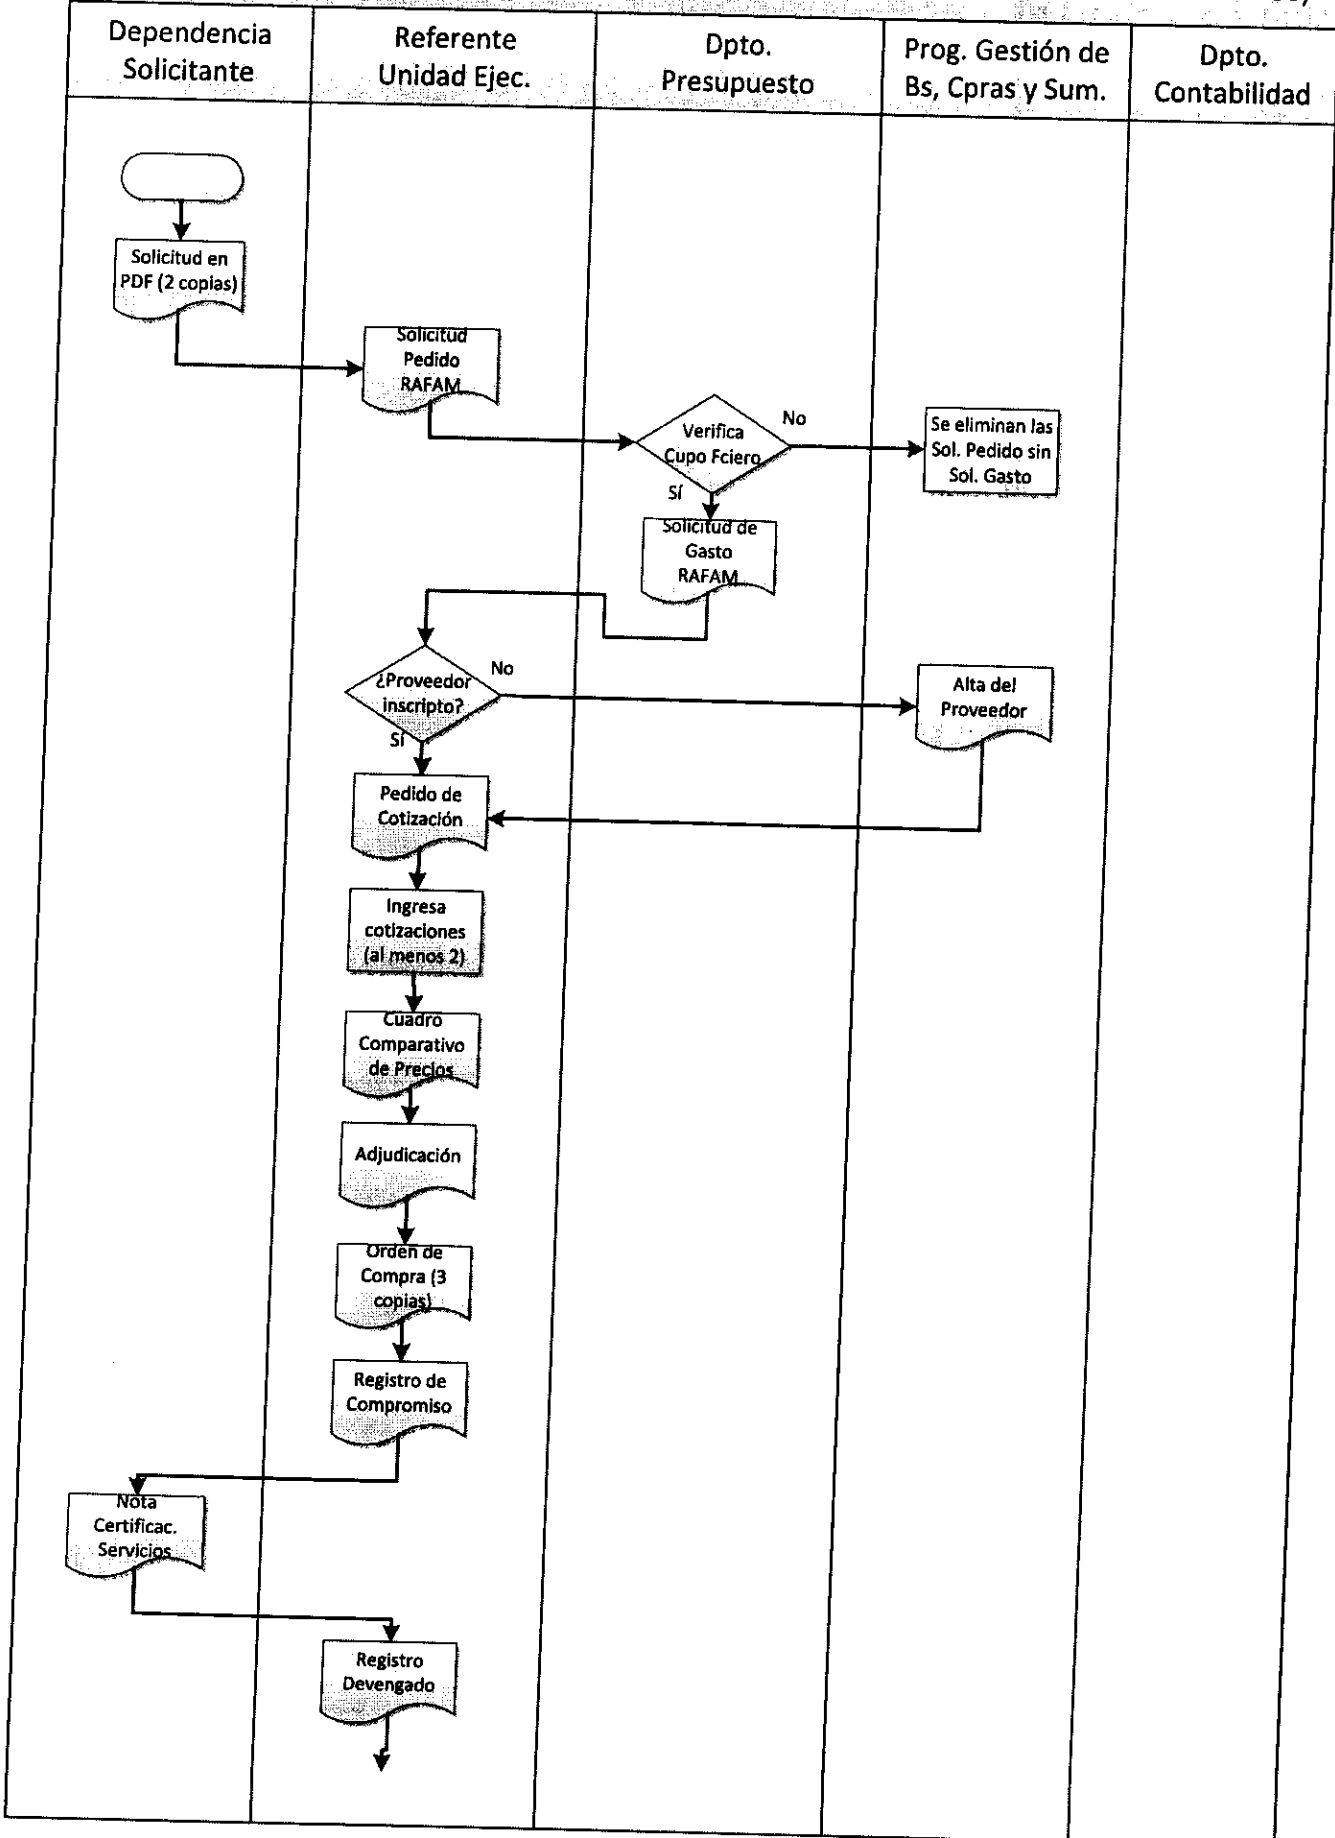 Dependencia
Solicitante
Referente
Unidad Ejec.
Dpto.
Presupuesto
Prog. Gestión de
Bs, Cpras y Sum.
Dpto.
Contabilidad
Solicitud en
PDF (2 copias)
Solicitud
Pedido
RAFAM
Verifica
Cupo Fciero
No
Sí
Se eliminan las
Sol. Pedido sin
Sol. Gasto
Solicitud de
Gasto
RAFAM
¿Proveedor
inscripto?
No
Sí
Alta del
Proveedor
Pedido de
Cotización
Ingresa
cotizaciones
(al menos 2)
Cuadro
Comparativo
de Precios
Adjudicación
Orden de
Compra (3
copias)
Registro de
Compromiso
Nota
Certificac.
Servicios
Registro
Devengado